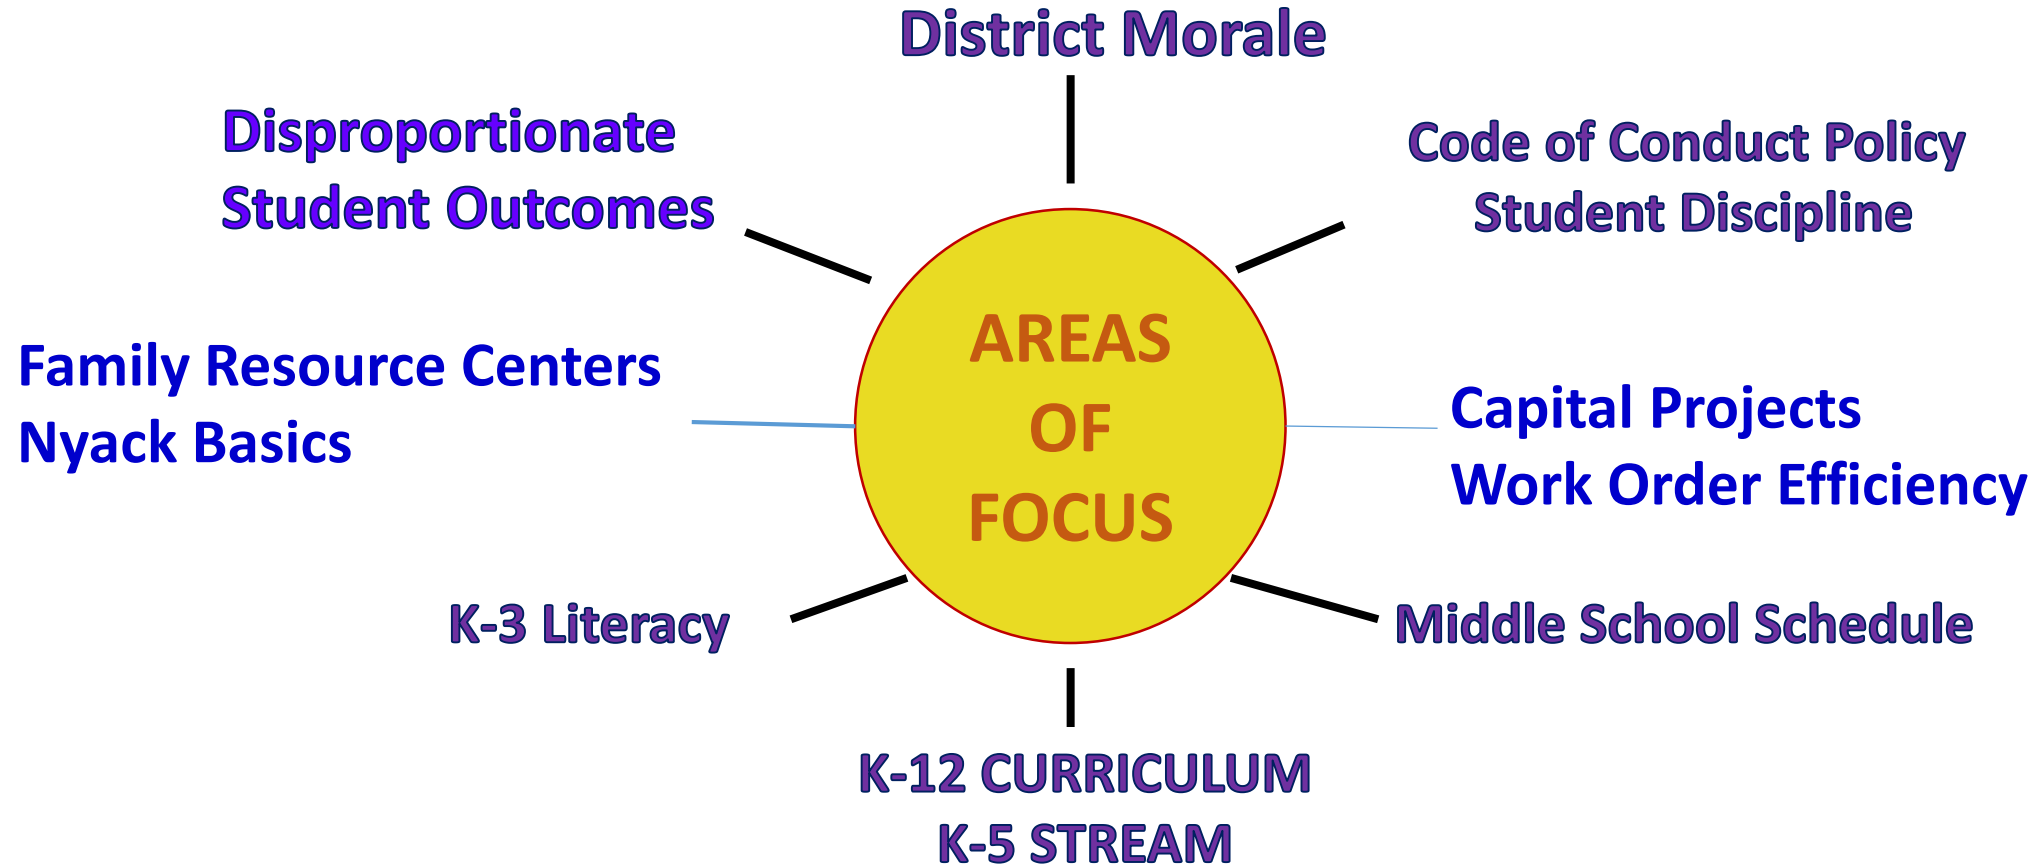 District Morale
Disproportionate
Student Outcomes
Code of Conduct Policy
Student Discipline
Family Resource Centers
Nyack Basics
AREAS
OF
FOCUS
Capital Projects
Work Order Efficiency
K-3 Literacy
Middle School Schedule
K-12 CURRICULUM
K-5 STREAM